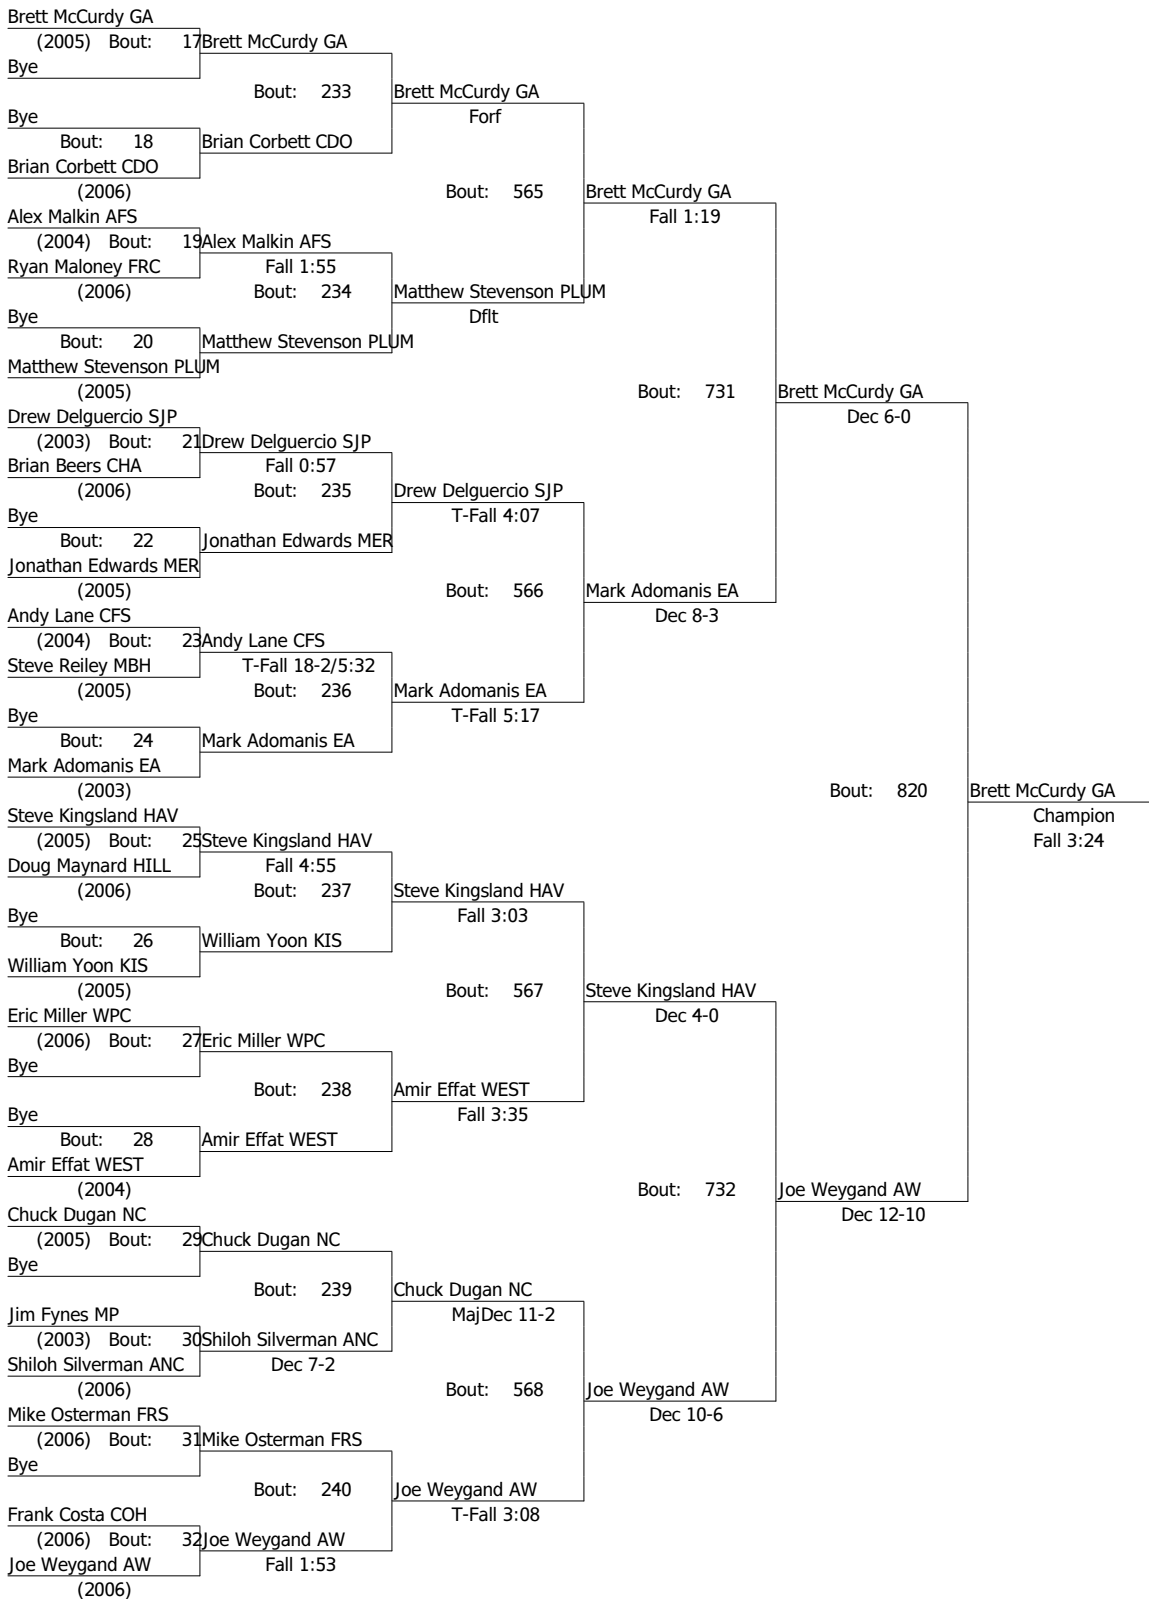 Brett McCurdy GA
(2005) Bout: 17 Brett McCurdy GA
Bye
Bout: 233 Brett McCurdy GA
Bye Forf
Bout: 18 Brian Corbett CDO
Brian Corbett CDO
(2006) Bout: 565 Brett McCurdy GA
Alex Malkin AFS Fall 1:19
(2004) Bout: 19 Alex Malkin AFS
Ryan Maloney FRC Fall 1:55
(2006) Bout: 234 Matthew Stevenson PLUM
Bye Dflt
Bout: 20 Matthew Stevenson PLUM
Matthew Stevenson PLUM
(2005) Bout: 731 Brett McCurdy GA
Drew Delguercio SJP Dec 6-0
(2003) Bout: 21 Drew Delguercio SJP
Brian Beers CHA Fall 0:57
(2006) Bout: 235 Drew Delguercio SJP
Bye T-Fall 4:07
Bout: 22 Jonathan Edwards MER
Jonathan Edwards MER
(2005) Bout: 566 Mark Adomanis EA
Andy Lane CFS Dec 8-3
(2004) Bout: 23 Andy Lane CFS
Steve Reiley MBH T-Fall 18-2/5:32
(2005) Bout: 236 Mark Adomanis EA
Bye T-Fall 5:17
Bout: 24 Mark Adomanis EA
Mark Adomanis EA
(2003) Bout: 820 Brett McCurdy GA
Steve Kingsland HAV Champion
(2005) Bout: 25 Steve Kingsland HAV Fall 3:24
Doug Maynard HILL Fall 4:55
(2006) Bout: 237 Steve Kingsland HAV
Bye Fall 3:03
Bout: 26 William Yoon KIS
William Yoon KIS
(2005) Bout: 567 Steve Kingsland HAV
Eric Miller WPC Dec 4-0
(2006) Bout: 27 Eric Miller WPC
Bye
Bout: 238 Amir Effat WEST
Bye Fall 3:35
Bout: 28 Amir Effat WEST
Amir Effat WEST
(2004) Bout: 732 Joe Weygand AW
Chuck Dugan NC Dec 12-10
(2005) Bout: 29 Chuck Dugan NC
Bye
Bout: 239 Chuck Dugan NC
Jim Fynes MP MajDec 11-2
(2003) Bout: 30 Shiloh Silverman ANC
Shiloh Silverman ANC Dec 7-2
(2006) Bout: 568 Joe Weygand AW
Mike Osterman FRS Dec 10-6
(2006) Bout: 31 Mike Osterman FRS
Bye
Bout: 240 Joe Weygand AW
Frank Costa COH T-Fall 3:08
(2006) Bout: 32 Joe Weygand AW
Joe Weygand AW Fall 1:53
(2006)